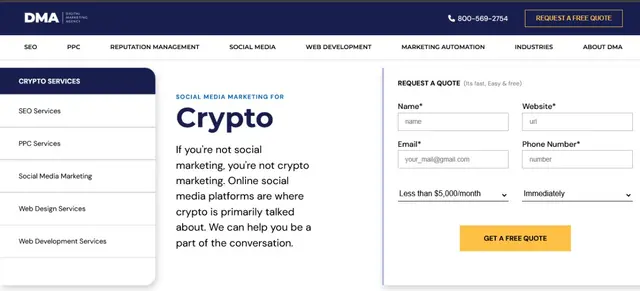 DMA DIGITAL
MARKETING
AGENCY
800-569-2754
REQUEST A FREE QUOTE
SEO PPC REPUTATION MANAGEMENT SOCIAL MEDIA WEB DEVELOPMENT MARKETING AUTOMATION INDUSTRIES ABOUT DMA
CRYPTO SERVICES
SEO Services
PPC Services
Social Media Marketing
Web Design Services
Web Development Services
SOCIAL MEDIA MARKETING FOR
Crypto
If you're not social
marketing, you're not crypto
marketing. Online social
media platforms are where
crypto is primarily talked
about. We can help you be a
part of the conversation.
REQUEST A QUOTE (Its fast, Easy & free)
Name* Website*
name url
Email* Phone Number*
your_mail@gmail.com number
Less than $5,000/month Immediately
GET A FREE QUOTE